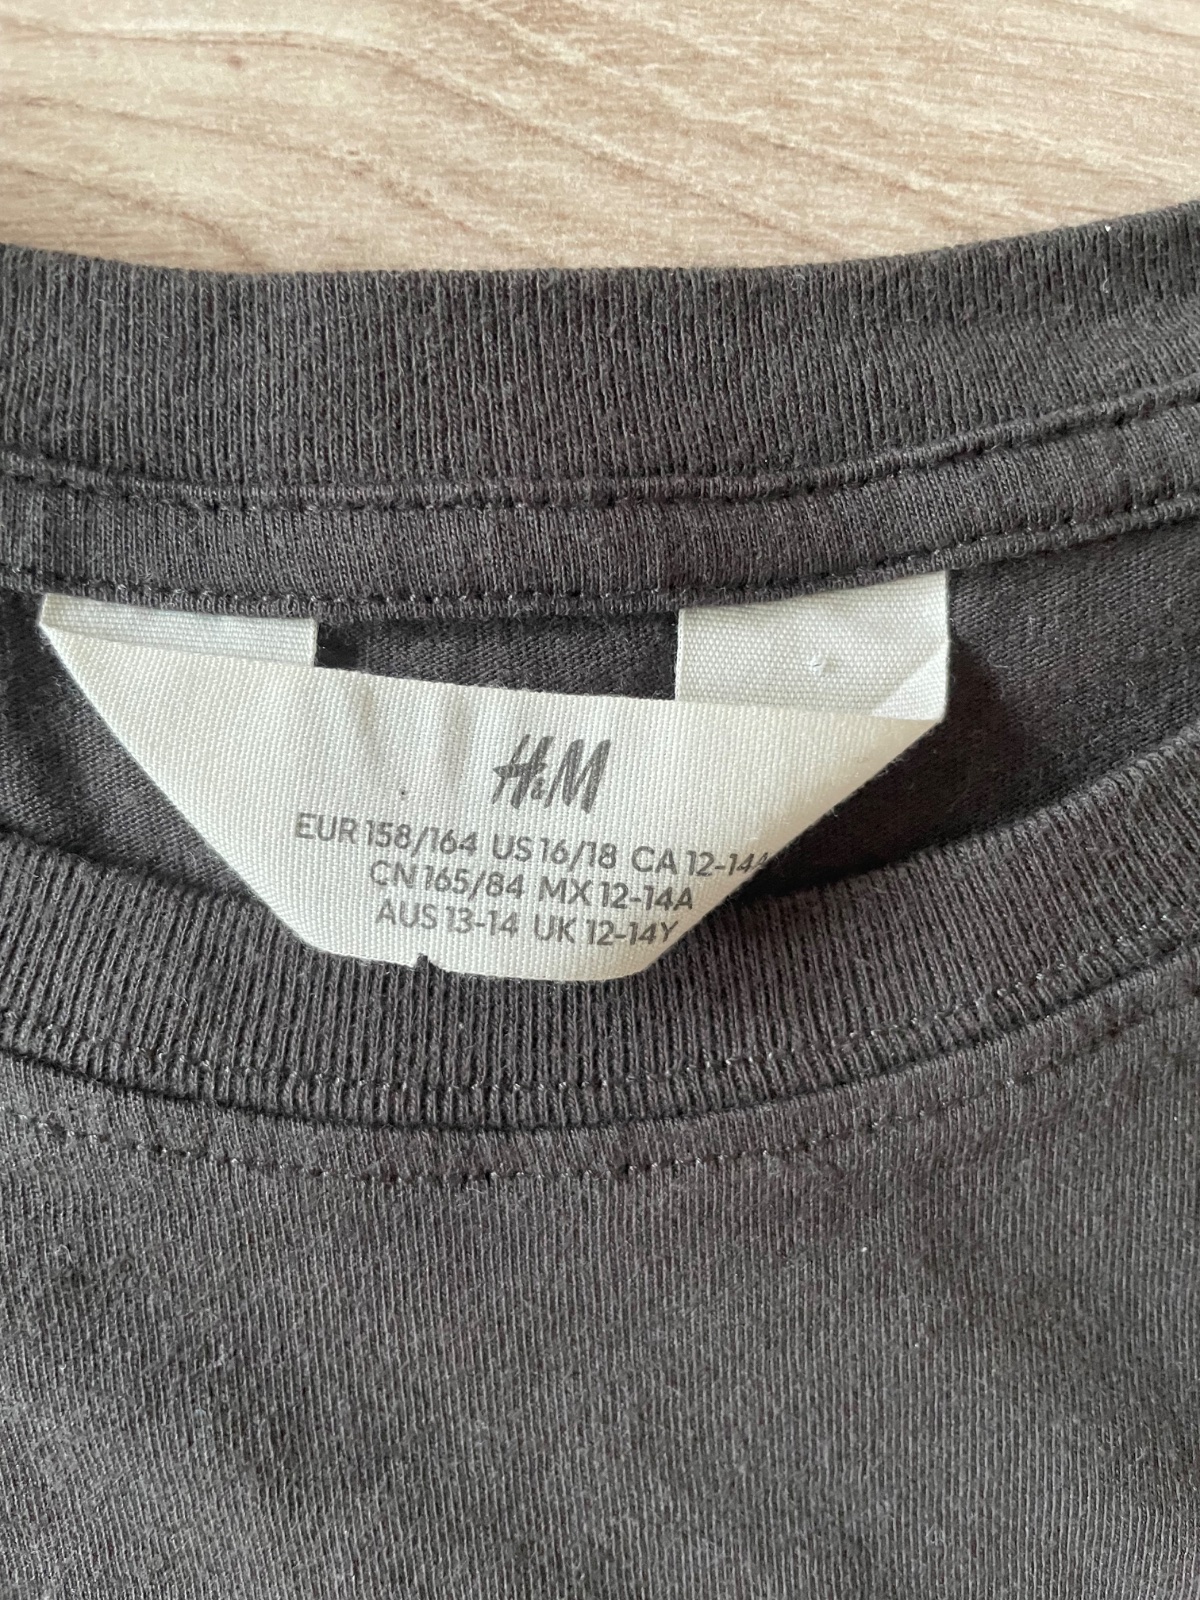 H&M
EUR 158/164 US 16/18 CA 12-14A
CN 165/84 MX 12-14A
AUS 13-14 UK 12-14Y